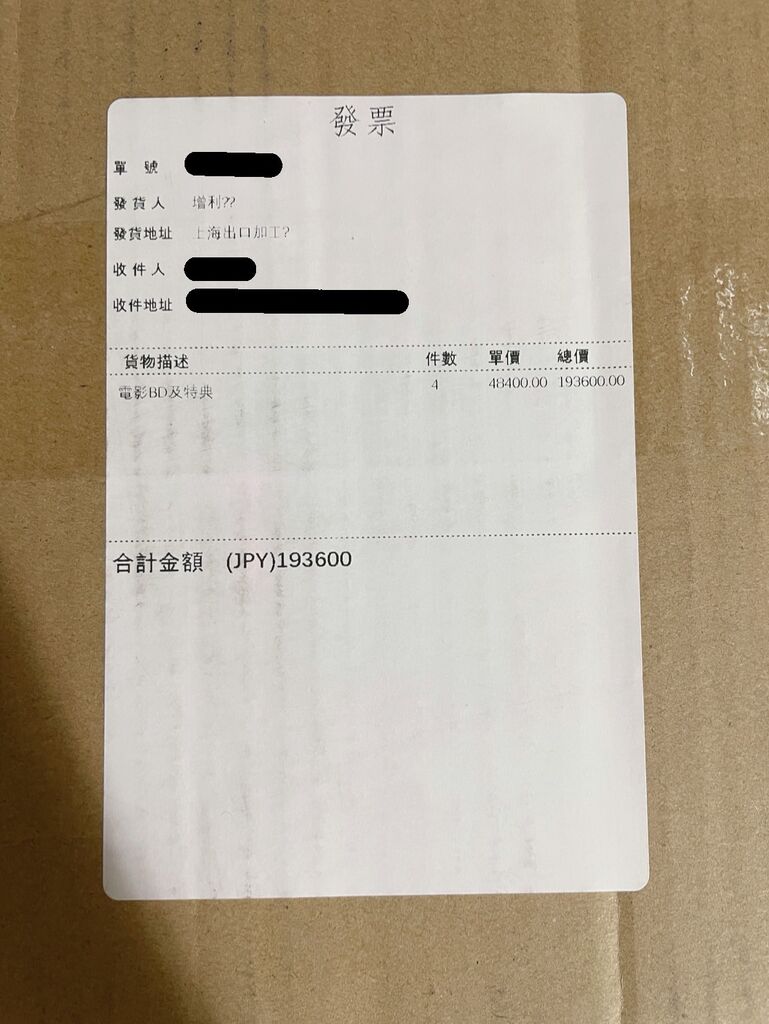 發票
單 號
發貨人 增利??
發貨地址 上海出口加工?
收件人
收件地址
貨物描述 件數 單價 總價
電影BD及特典 4 48400.00 193600.00
合計金額 (JPY)193600